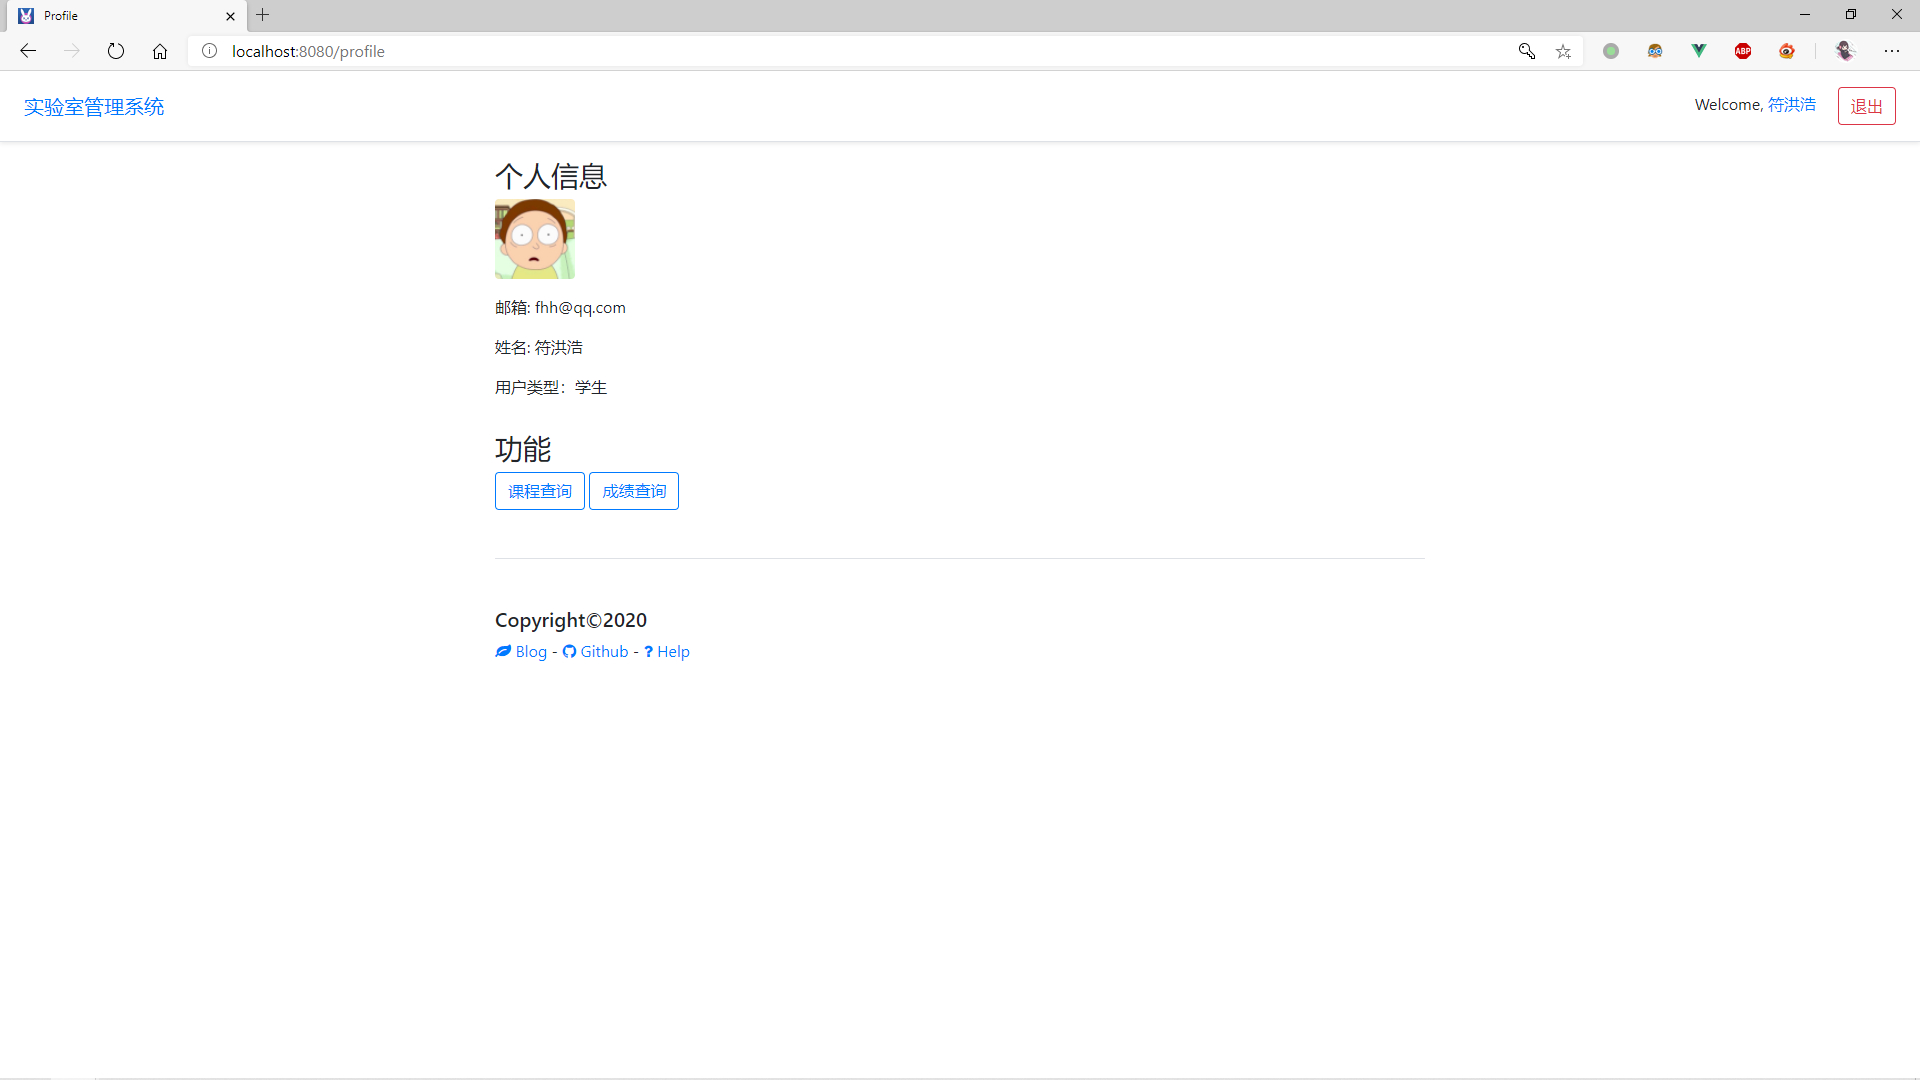 Profile
localhost:8080/profile
ABP
实验室管理系统
Welcome, 符洪浩
退出
个人信息
邮箱: fhh@qq.com
姓名: 符洪浩
用户类型：学生
功能
课程查询 成绩查询
Copyright©2020
Blog - Github - ? Help